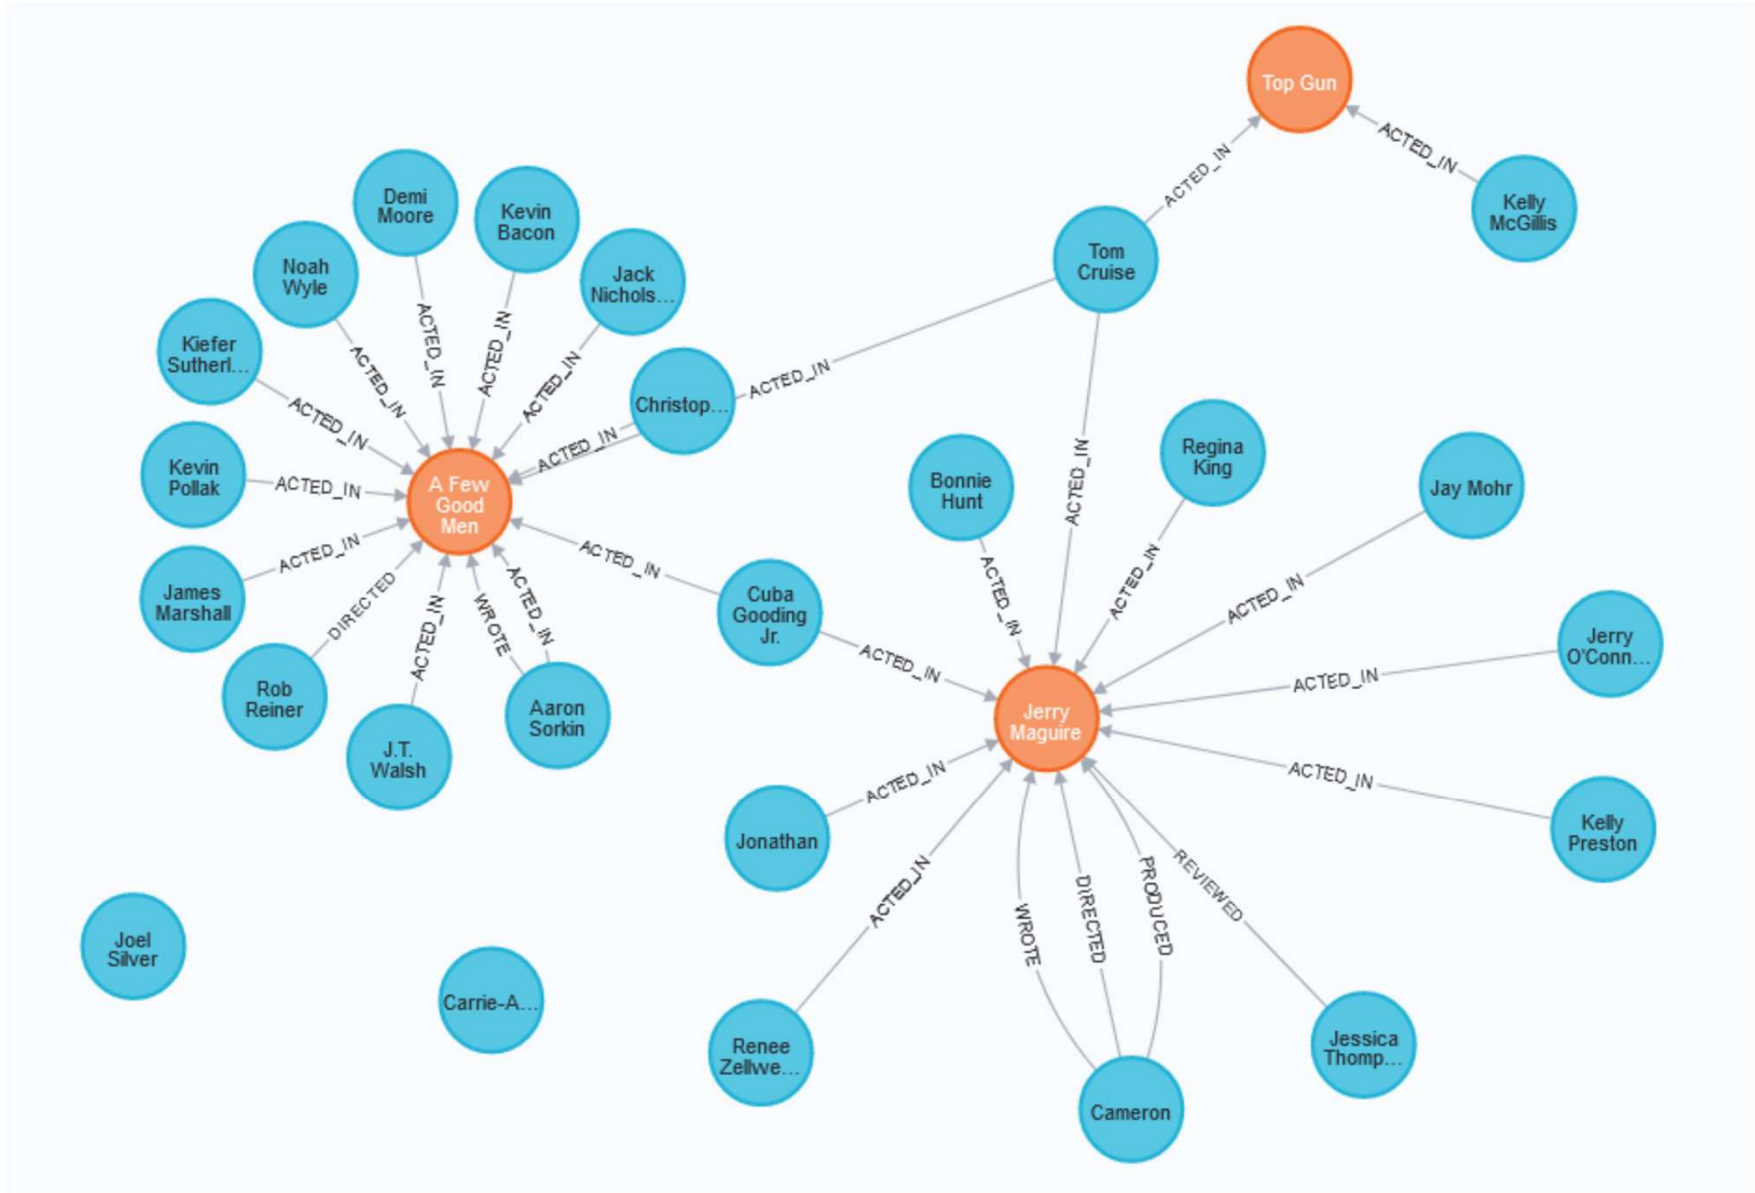 Top Gun
ACTED_IN
ACTED_IN
Kelly
McGillis
Tom
Cruise
Demi
Moore
Kevin
Bacon
Noah
Wyle
Jack
Nichols...
Kiefer
Sutherl...
Christop...
ACTED_IN
ACTED_IN
ACTED_IN
ACTED_IN
ACTED_IN
ACTED_IN
ACTED_IN
ACTED_IN
Kevin
Pollak
ACTED_IN
A Few
Good
Men
James
Marshall
ACTED_IN
DIRECTED
Rob
Reiner
ACTED_IN
J.T.
Walsh
WROTE
ACTED_IN
Aaron
Sorkin
ACTED_IN
Cuba
Gooding
Jr.
ACTED_IN
Bonnie
Hunt
ACTED_IN
ACTED_IN
Regina
King
ACTED_IN
Jay Mohr
ACTED_IN
Jerry
O'Conn...
ACTED_IN
Jerry
Maguire
ACTED_IN
Kelly
Preston
Jonathan
ACTED_IN
ACTED_IN
Renee
Zellwe...
WROTE
DIRECTED
PRODUCED
REVIEWED
Cameron
Jessica
Thomp...
Joel
Silver
Carrie-A...